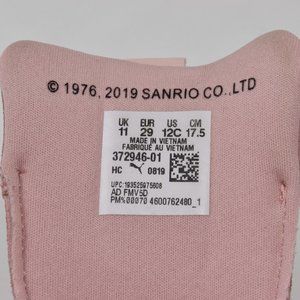 © 1976, 2019 SANRIO CO.,LTD
UK EUR US CM
11 29 12C 17.5
MADE IN VIETNAM
FABRIQUÉ AU VIETNAM
372946-01
HC 0819
UPC:193525975608
AD FMV5D
PM%00070 4600762480_1